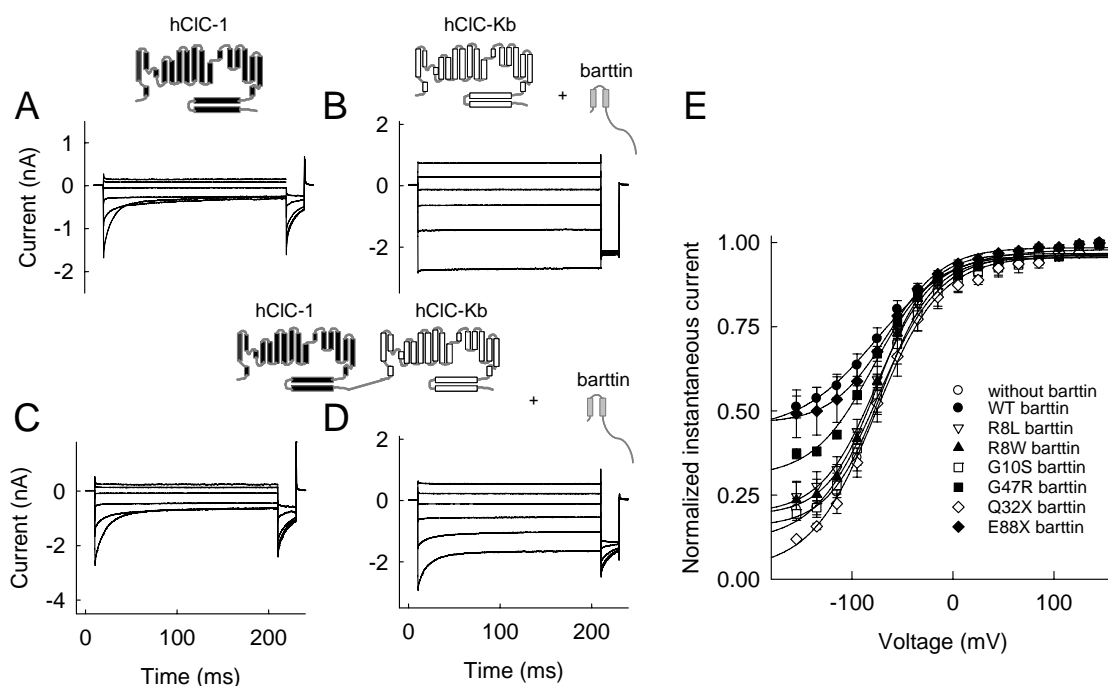 hClC-1
hClC-Kb
barttin
+
A
B
E
Current (nA)
1
0
-1
-2
2
0
-2
hClC-1
hClC-Kb
barttin
+
C
D
Current (nA)
0
-2
-4
2
0
-2
0
100
200
Time (ms)
0
100
200
Time (ms)
Normalized instantaneous current
1.00
0.75
0.50
0.25
0.00
without barttin
WT barttin
R8L barttin
R8W barttin
G10S barttin
G47R barttin
Q32X barttin
E88X barttin
-100
0
100
Voltage (mV)